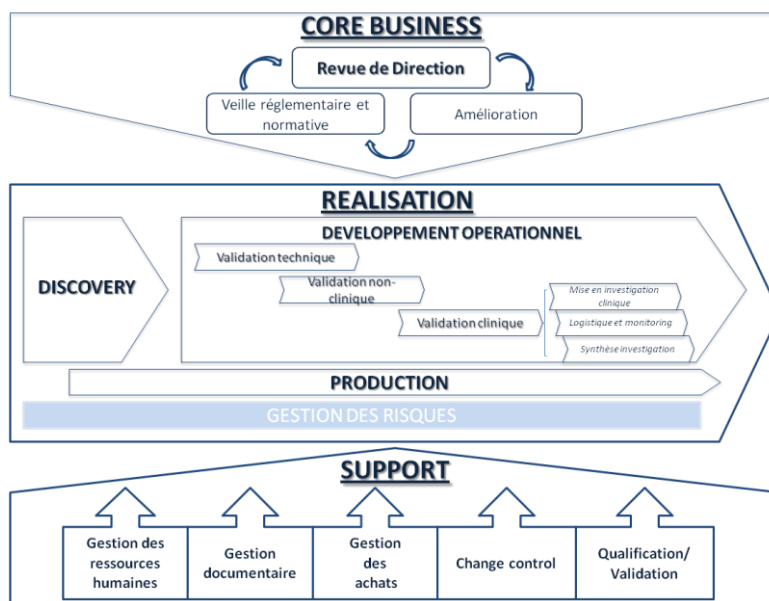 CORE BUSINESS
Revue de Direction
Veille réglementaire et
normative
Amélioration
REALISATION
DEVELOPPEMENT OPERATIONNEL
Validation technique
DISCOVERY
Validation non-
clinique
Validation clinique
Mise en investigation
clinique
Logistique et monitoring
Synthèse investigation
PRODUCTION
GESTION DES RISQUES
SUPPORT
Gestion des
ressources
humaines
Gestion
documentaire
Gestion
des
achats
Change control
Qualification/
Validation